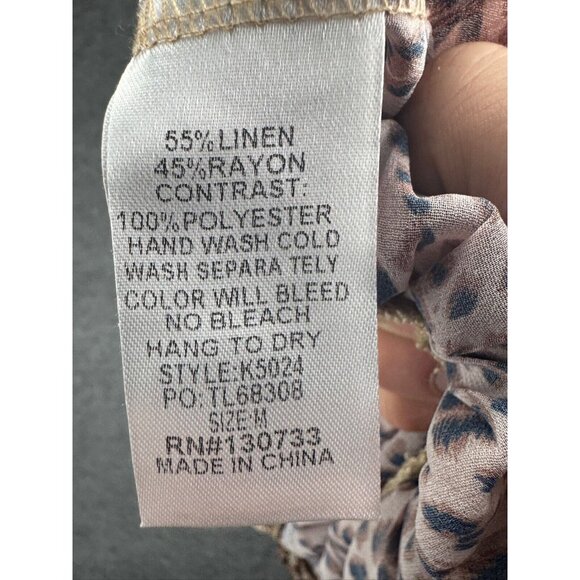 55%LINEN
45%RAYON
CONTRAST:
100%POLYESTER
HAND WASH COLD
WASH SEPARA TELY
COLOR WILL BLEED
NO BLEACH
HANG TO DRY
STYLE:K5024
PO:TL68308
SIZE:M
RN#130733
MADE IN CHINA